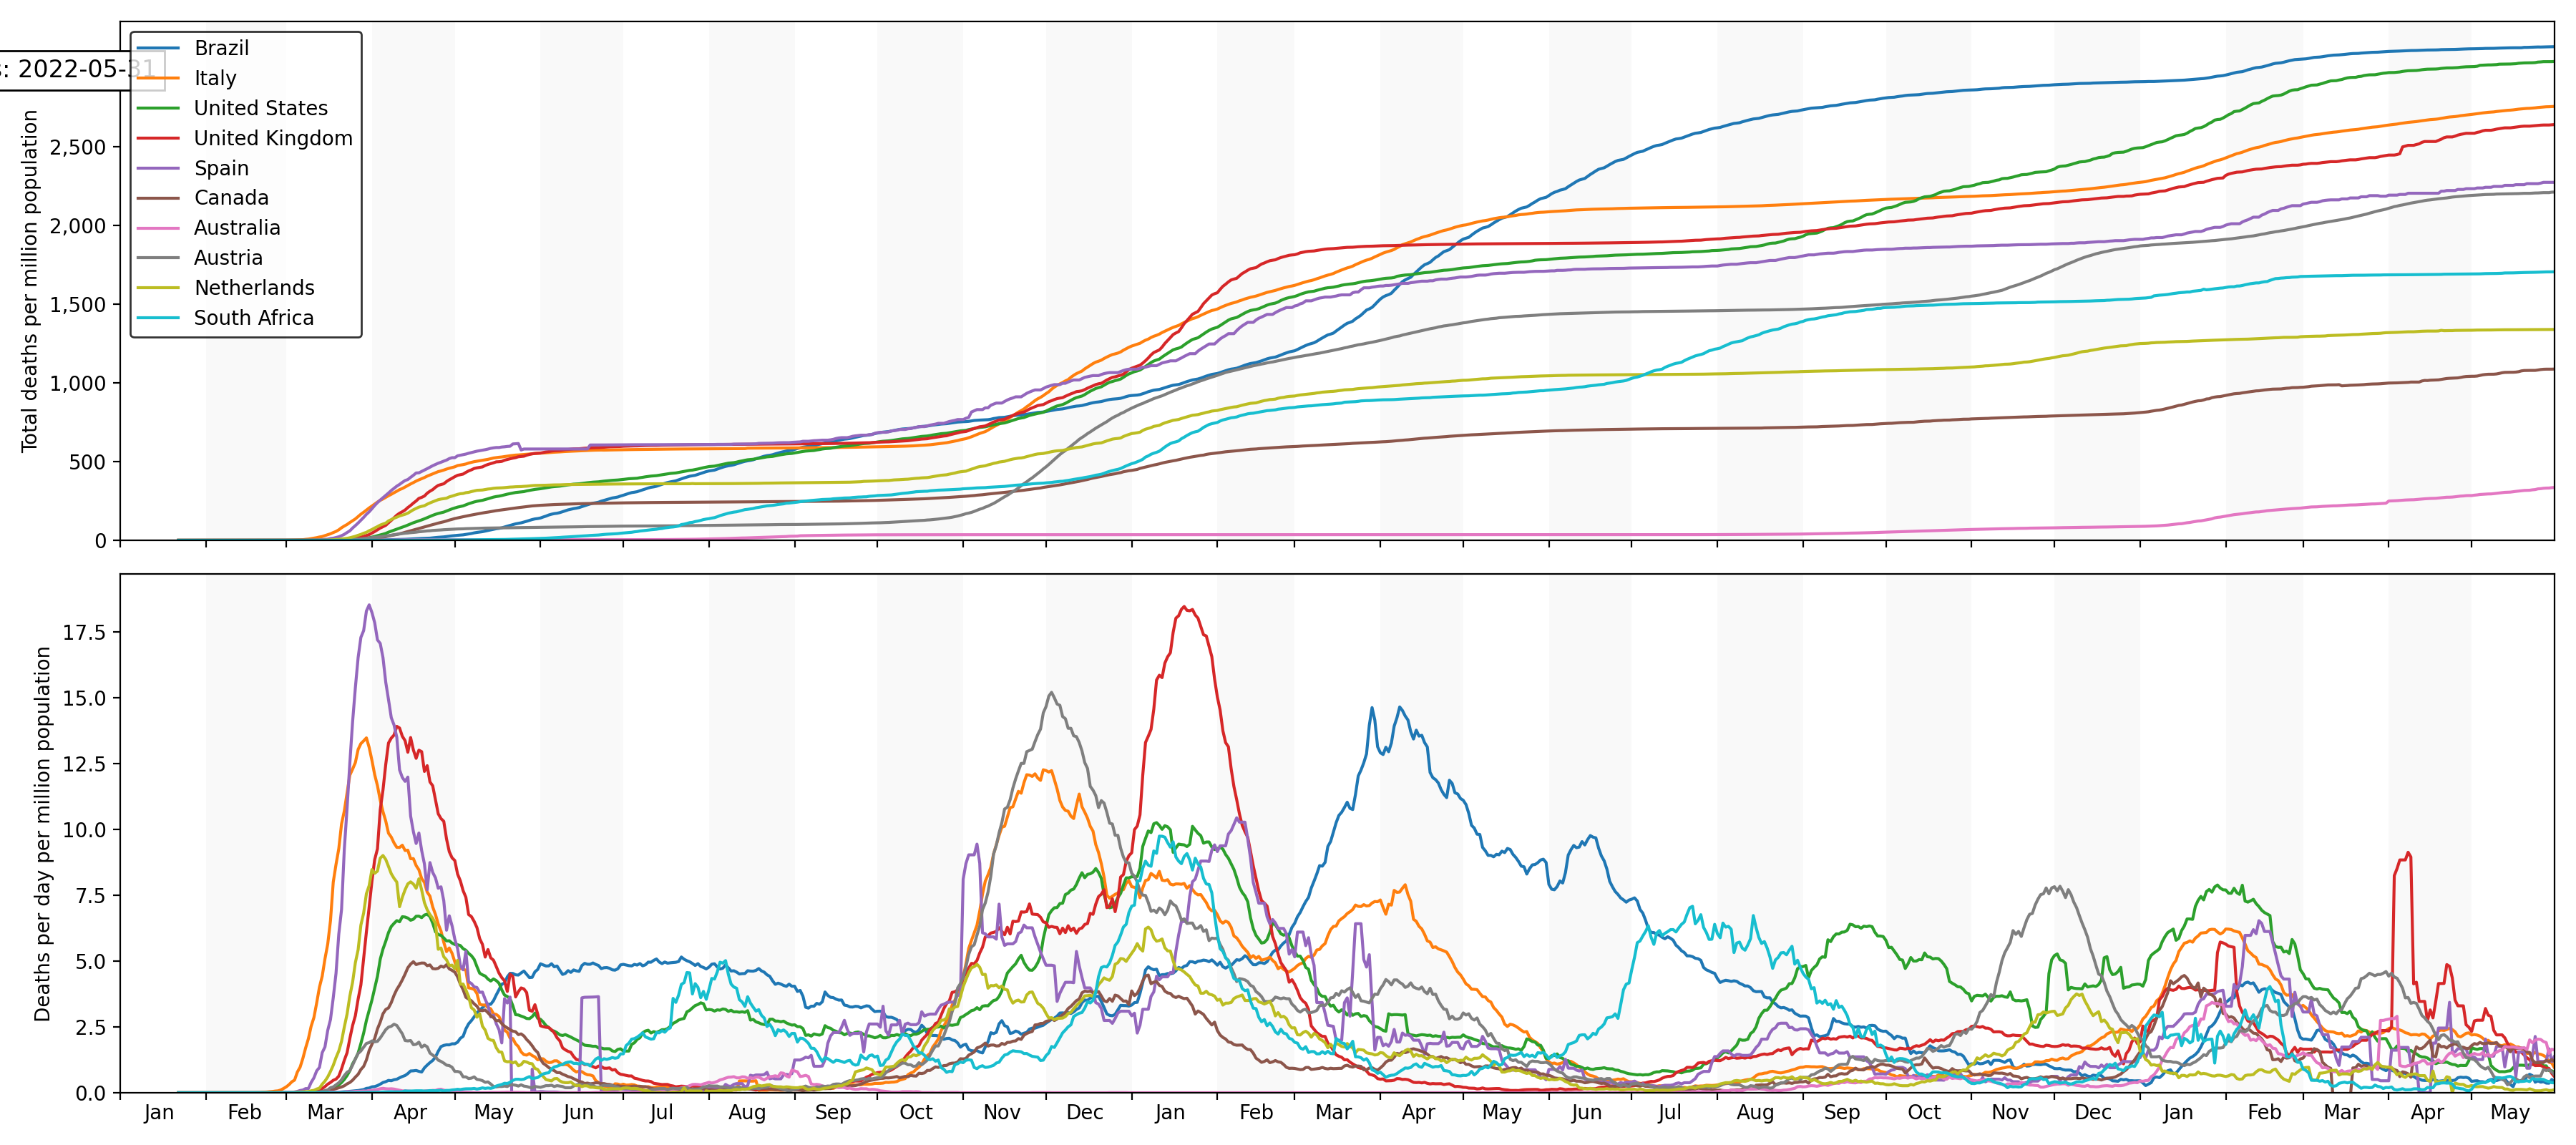 s: 2022-05-31
Brazil
Italy
United States
United Kingdom
Spain
Canada
Australia
Austria
Netherlands
South Africa
Total deaths per million population
2,500
2,000
1,500
1,000
500
0
Deaths per day per million population
17.5
15.0
12.5
10.0
7.5
5.0
2.5
0.0
Jan Feb Mar Apr May Jun Jul Aug Sep Oct Nov Dec Jan Feb Mar Apr May Jun Jul Aug Sep Oct Nov Dec Jan Feb Mar Apr May